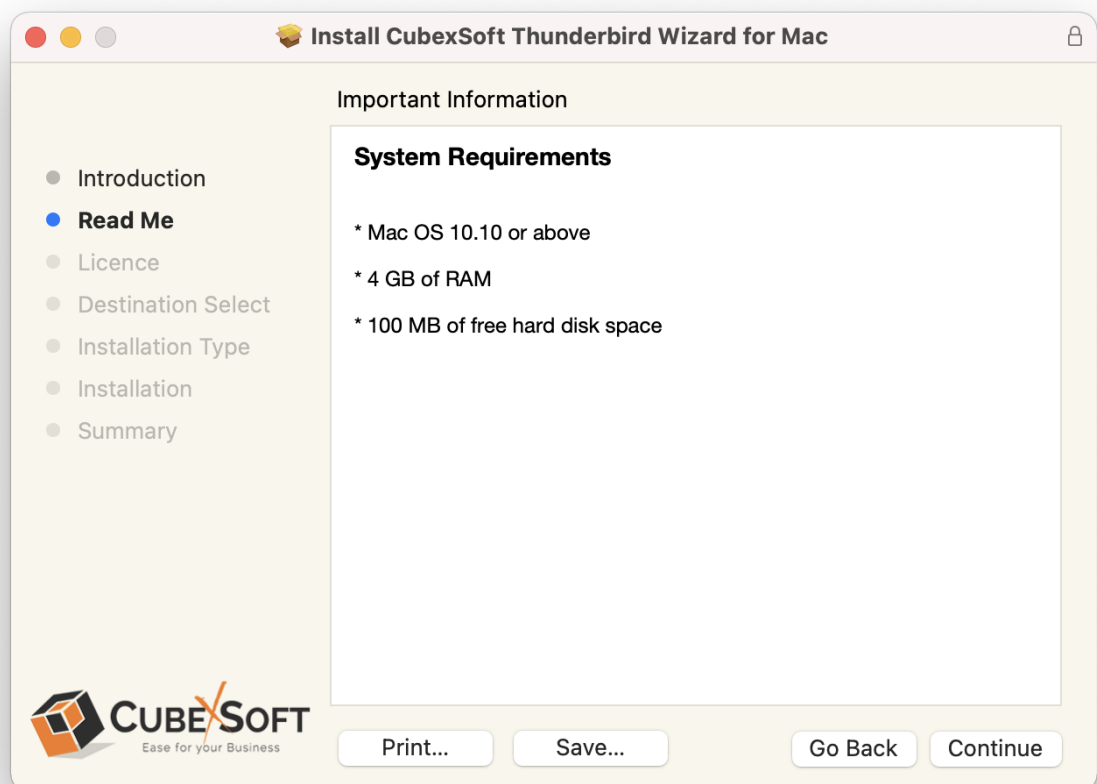 Install CubexSoft Thunderbird Wizard for Mac
Important Information
Introduction
Read Me
Licence
Destination Select
Installation Type
Installation
Summary
System Requirements
* Mac OS 10.10 or above
* 4 GB of RAM
* 100 MB of free hard disk space
CUBEXSOFT
Ease for your Business
Print...
Save...
Go Back
Continue